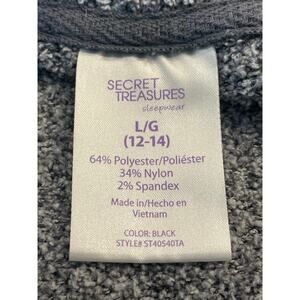 SECRET
TREASURES
sleepwear
L/G
(12-14)
64% Polyester/Poliéster
34% Nylon
2% Spandex
Made in/Hecho en
Vietnam
COLOR: BLACK
STYLE# ST40540TA